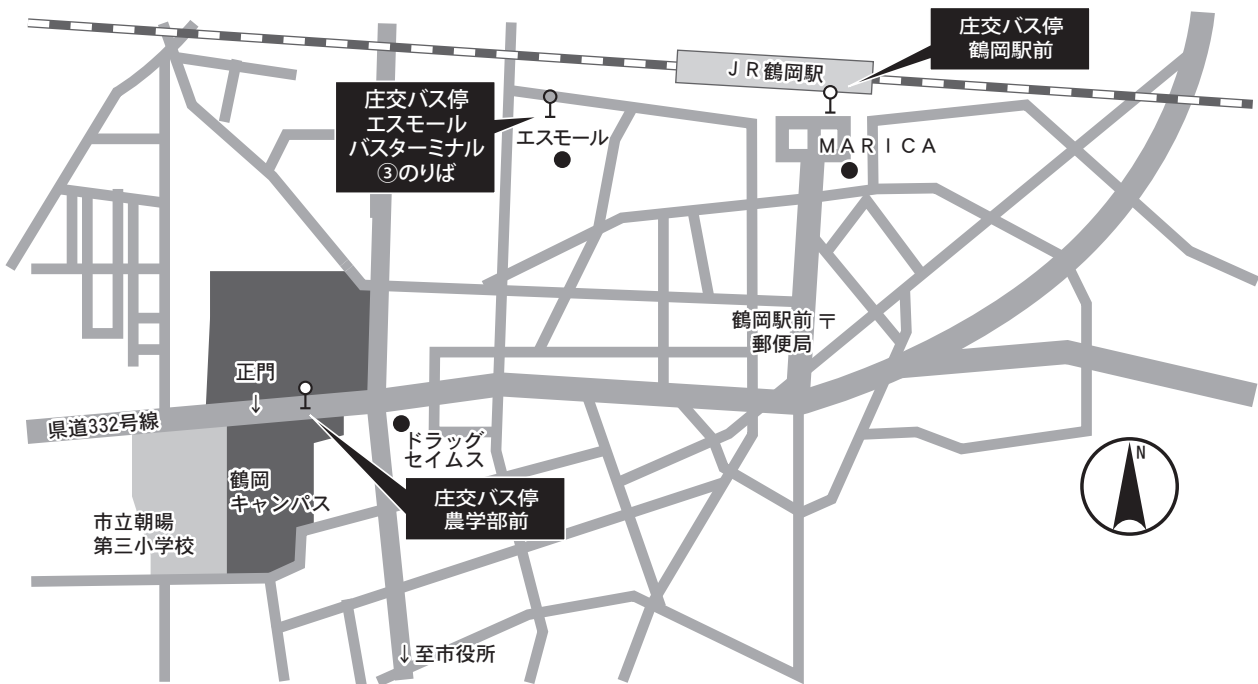 庄交バス停
鶴岡駅前
JR鶴岡駅
庄交バス停
エスモール
バスターミナル
③のりば
エスモール
MARICA
鶴岡駅前 〒
郵便局
正門
↓
県道332号線
ドラッグ
セイムス
鶴岡
キャンパス
庄交バス停
農学部前
市立朝暘
第三小学校
N
↓至市役所